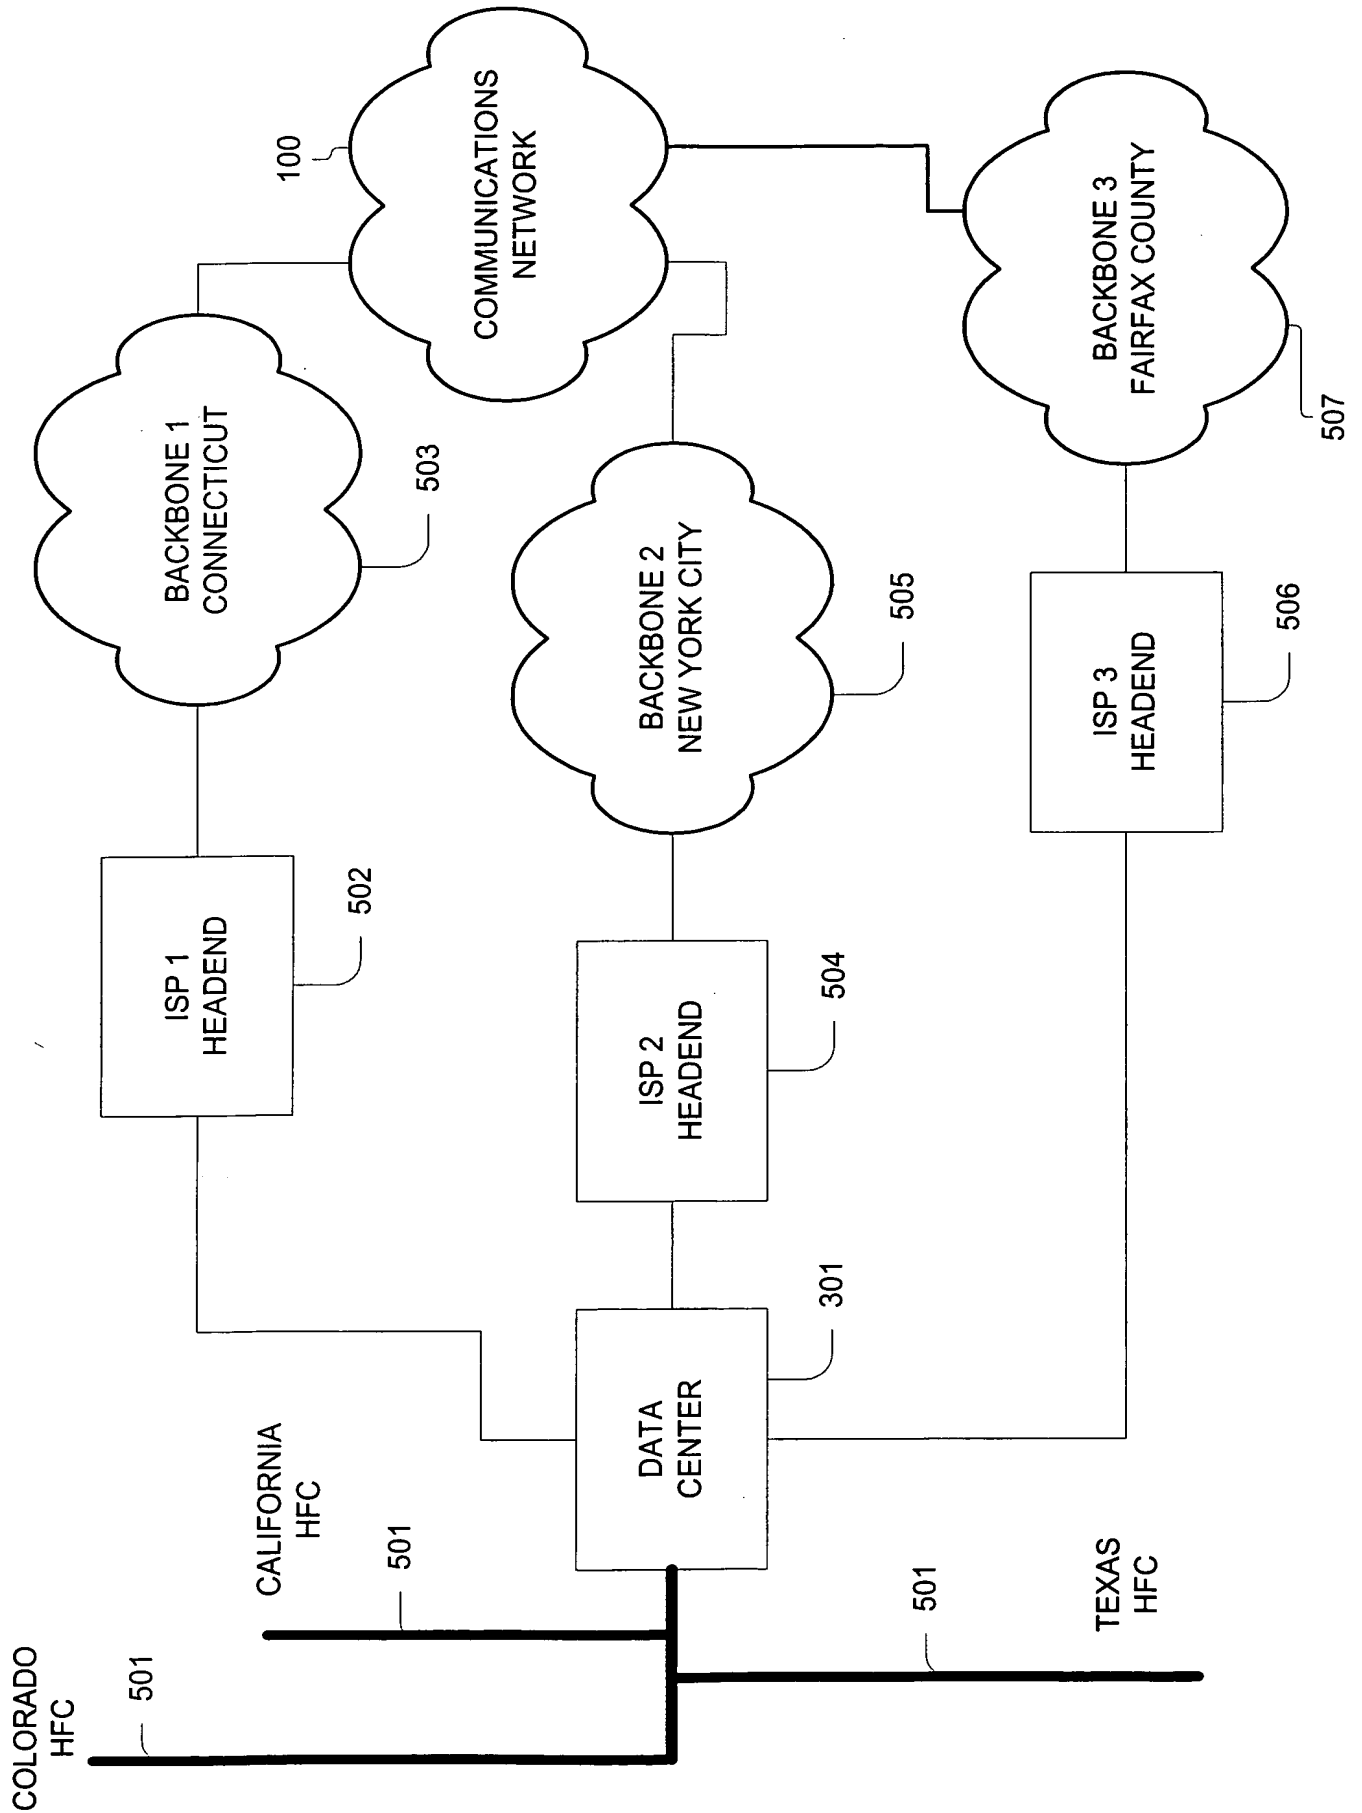 COLORADO
HFC
501
CALIFORNIA
HFC
501
501
TEXAS
HFC
DATA
CENTER
301
ISP 1
HEADEND
502
ISP 2
HEADEND
504
ISP 3
HEADEND
506
BACKBONE 1
CONNECTICUT
503
BACKBONE 2
NEW YORK CITY
505
BACKBONE 3
FAIRFAX COUNTY
507
100
COMMUNICATIONS
NETWORK